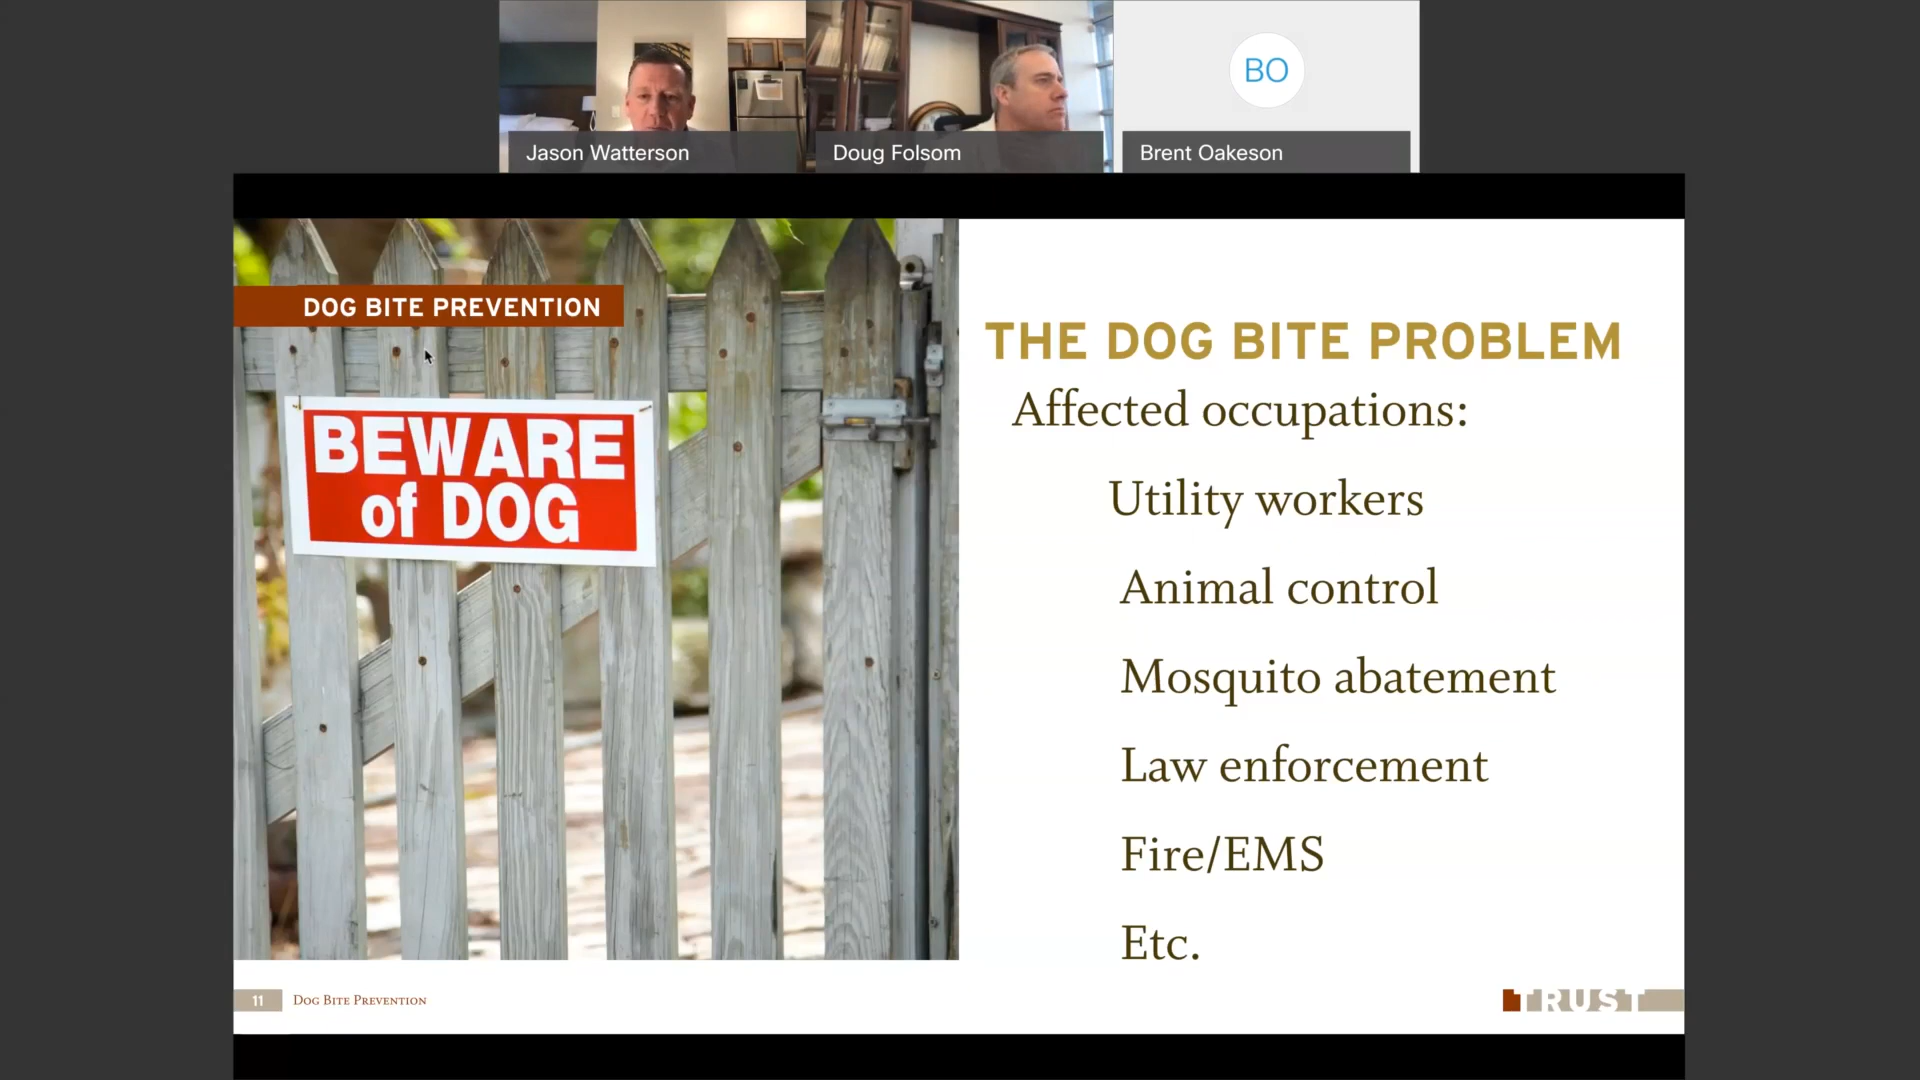 BO
Jason Watterson
Doug Folsom
Brent Oakeson
DOG BITE PREVENTION
BEWARE
of DOG
THE DOG BITE PROBLEM
Affected occupations:
Utility workers
Animal control
Mosquito abatement
Law enforcement
Fire/EMS
Etc.
11
Dog Bite Prevention
TRUST